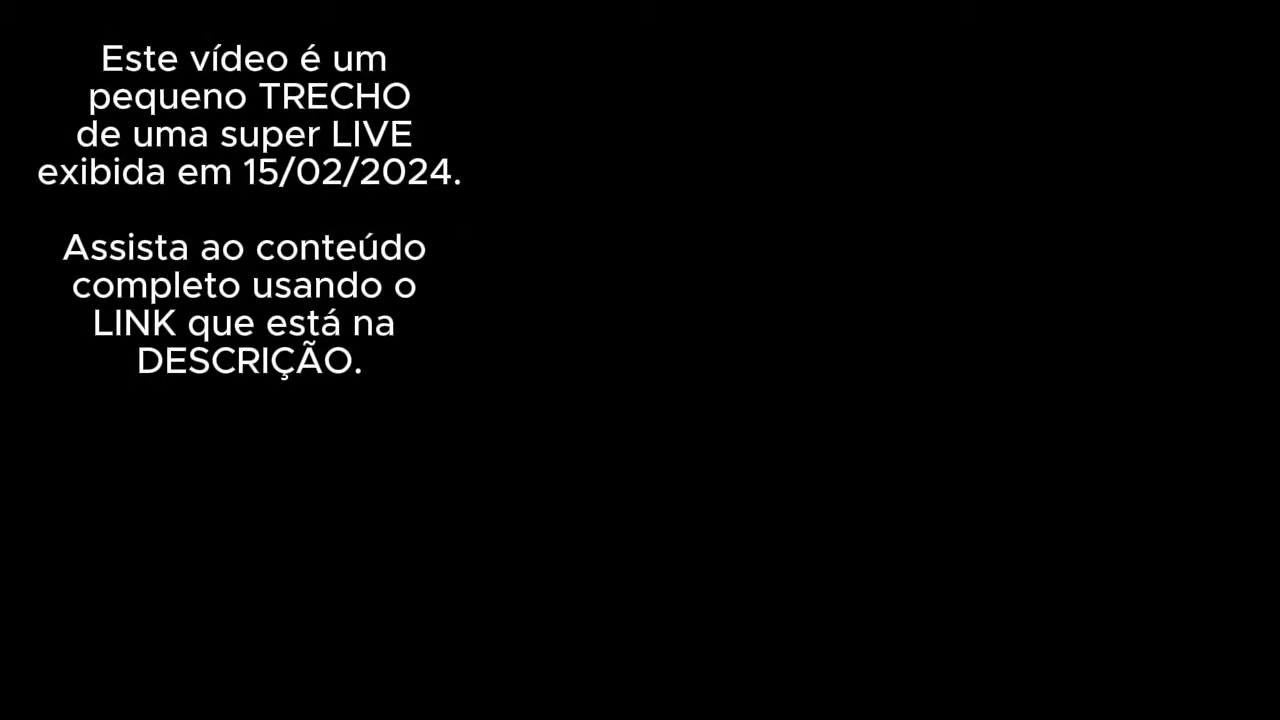 Este vídeo é um
pequeno TRECHO
de uma super LIVE
exibida em 15/02/2024.
Assista ao conteúdo
completo usando o
LINK que está na
DESCRIÇÃO.